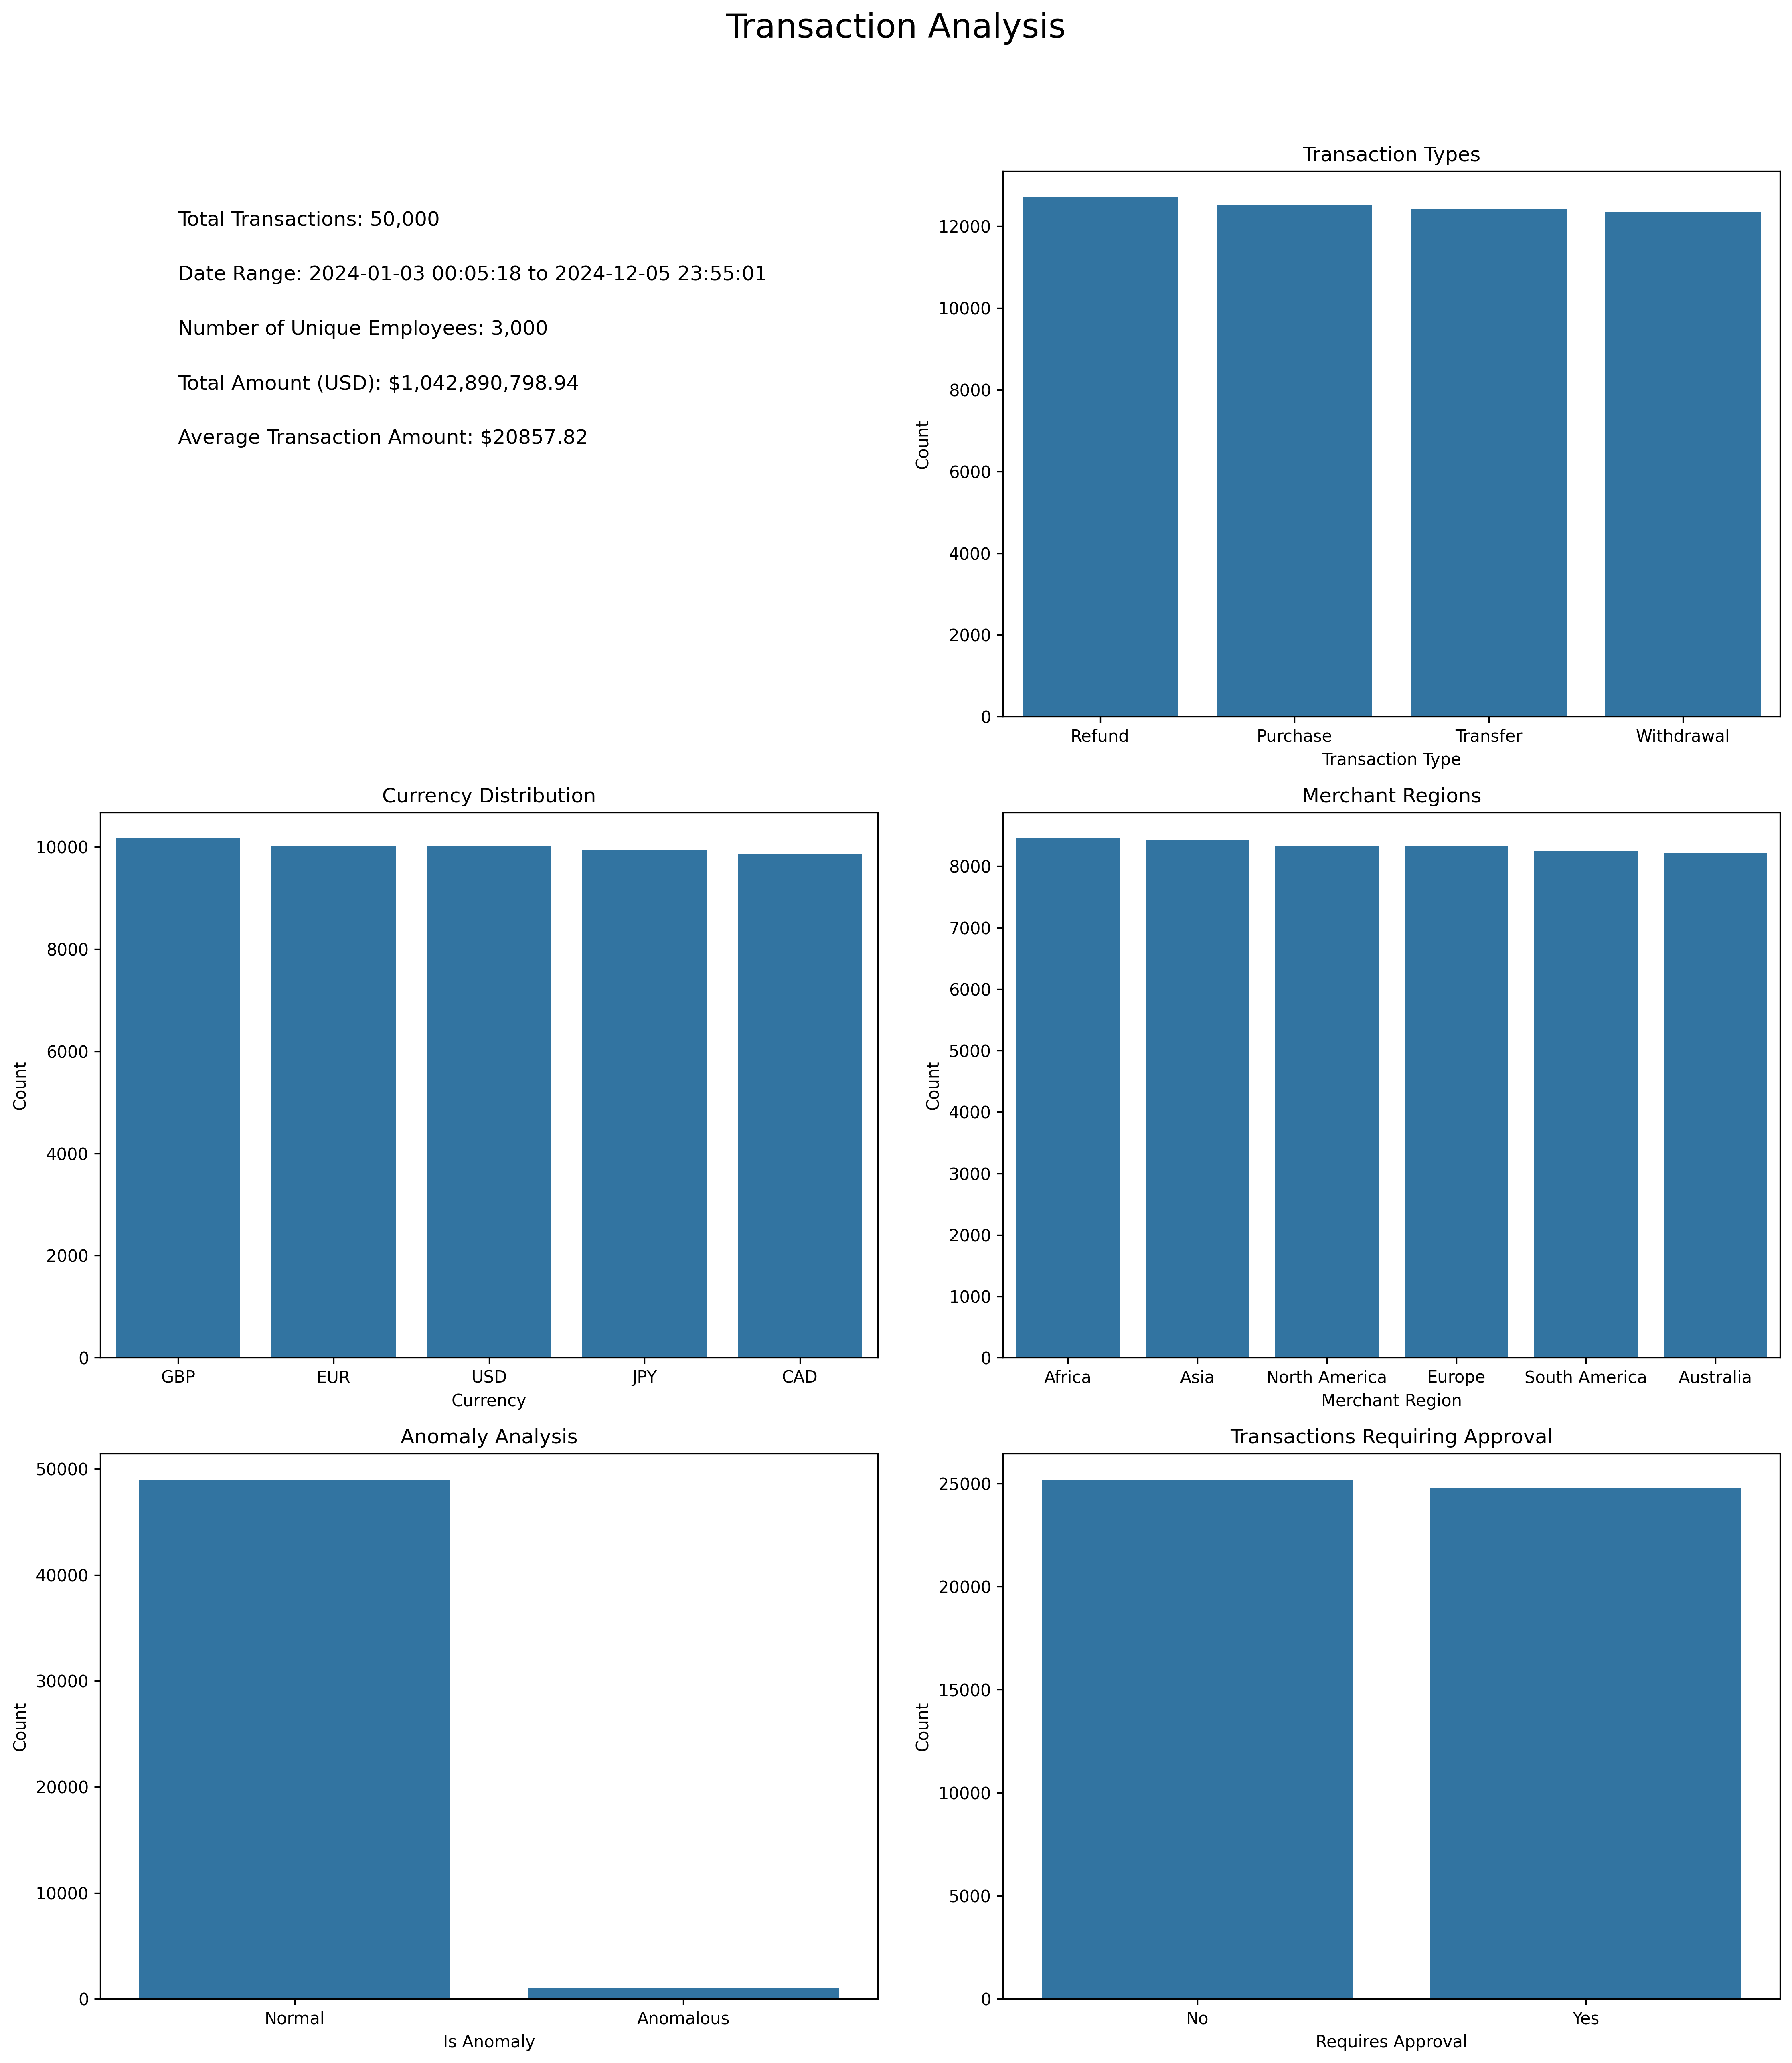 Transaction Analysis
Total Transactions: 50,000
Date Range: 2024-01-03 00:05:18 to 2024-12-05 23:55:01
Number of Unique Employees: 3,000
Total Amount (USD): $1,042,890,798.94
Average Transaction Amount: $20857.82
Transaction Types
Count
12000
10000
8000
6000
4000
2000
0
Refund Purchase Transfer Withdrawal
Transaction Type
Currency Distribution
Count
10000
8000
6000
4000
2000
0
GBP EUR USD JPY CAD
Currency
Merchant Regions
Count
8000
7000
6000
5000
4000
3000
2000
1000
0
Africa Asia North America Europe South America Australia
Merchant Region
Anomaly Analysis
Count
50000
40000
30000
20000
10000
0
Normal Anomalous
Is Anomaly
Transactions Requiring Approval
Count
25000
20000
15000
10000
5000
0
No Yes
Requires Approval